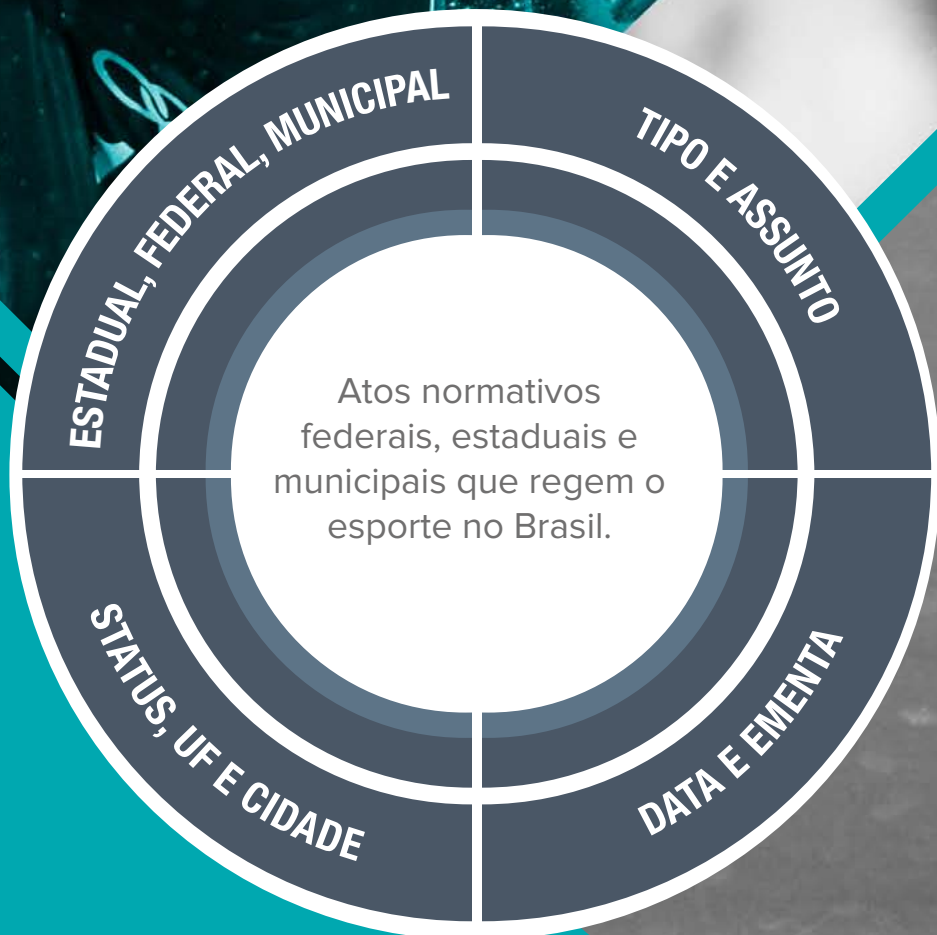 ESTADUAL, FEDERAL, MUNICIPAL
TIPO E ASSUNTO
Atos normativos
federais, estaduais e
municipais que regem o
esporte no Brasil.
STATUS, UF E CIDADE
DATA E EMENTA